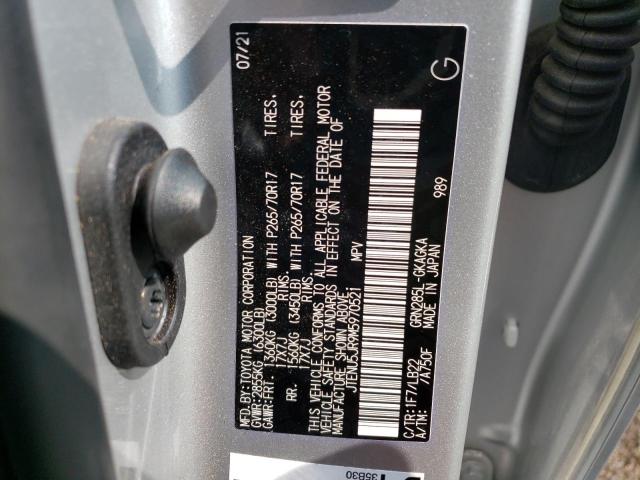 MFD.BY:TOYOTA MOTOR CORPORATION 07/21
GVWR:2855KG (6300LB)
GAWR:FRT. 1360KG (3000LB) WITH P265/70R17 TIRES,
17X7J RIMS,
RR. 1560KG (3450LB) WITH P265/70R17 TIRES,
17X7J RIMS.
THIS VEHICLE CONFORMS TO ALL APPLICABLE FEDERAL MOTOR
VEHICLE SAFETY STANDARDS IN EFFECT ON THE DATE OF
MANUFACTURE SHOWN ABOVE.
JTENU5JR9M5970521 MPV
989
C/TR:1F7/LB22 GRN285L-GKAGKA
A/TM: /A750F MADE IN JAPAN
G
35B30